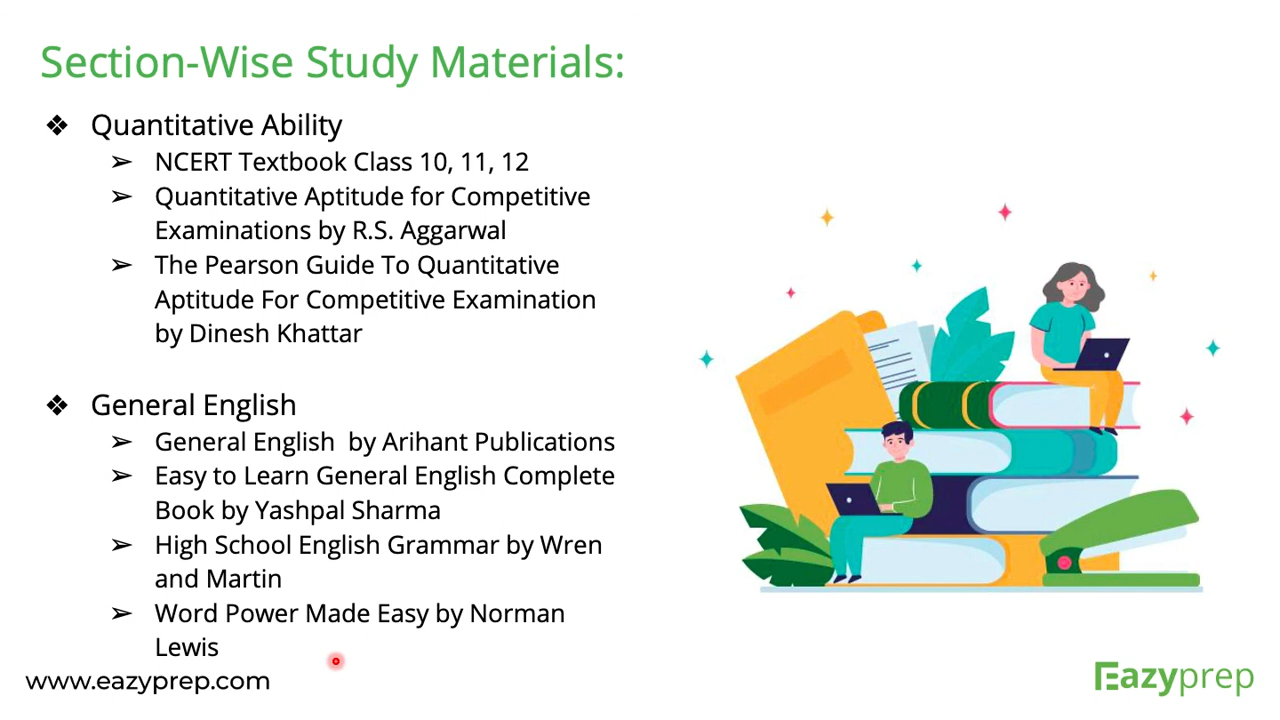 Section-Wise Study Materials:
❖ Quantitative Ability
➢ NCERT Textbook Class 10, 11, 12
➢ Quantitative Aptitude for Competitive
Examinations by R.S. Aggarwal
➢ The Pearson Guide To Quantitative
Aptitude For Competitive Examination
by Dinesh Khattar
❖ General English
➢ General English by Arihant Publications
➢ Easy to Learn General English Complete
Book by Yashpal Sharma
➢ High School English Grammar by Wren
and Martin
➢ Word Power Made Easy by Norman
Lewis
www.eazyprep.com
Eazyprep